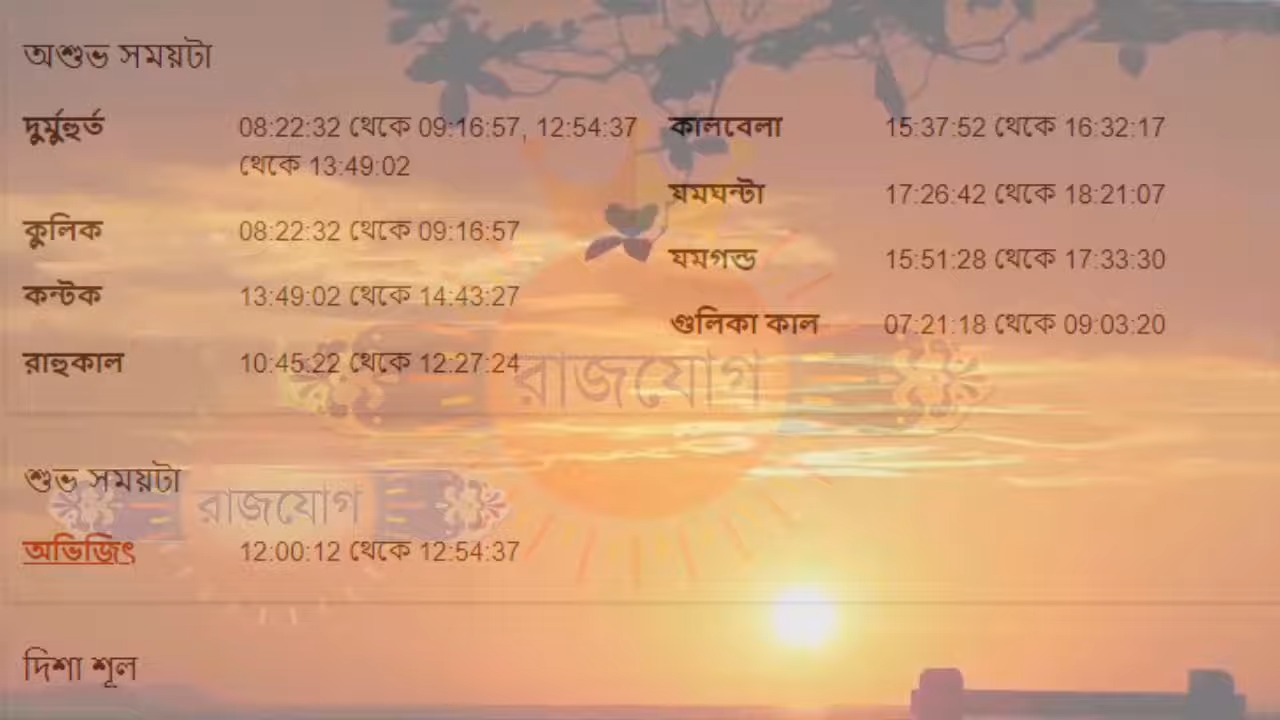 অশুভ সময়টা
দুর্মুহুর্ত 08:22:32 থেকে 09:16:57, 12:54:37
থেকে 13:49:02
কুলিক 08:22:32 থেকে 09:16:57
কন্টক 13:49:02 থেকে 14:43:27
রাহুকাল 10:45:22 থেকে 12:27:24
কালবেলা 15:37:52 থেকে 16:32:17
যমঘন্টা 17:26:42 থেকে 18:21:07
যমগন্ড 15:51:28 থেকে 17:33:30
গুলিকা কাল 07:21:18 থেকে 09:03:20
রাজযোগ
শুভ সময়টা
রাজযোগ
অভিজিৎ 12:00:12 থেকে 12:54:37
দিশা শূল